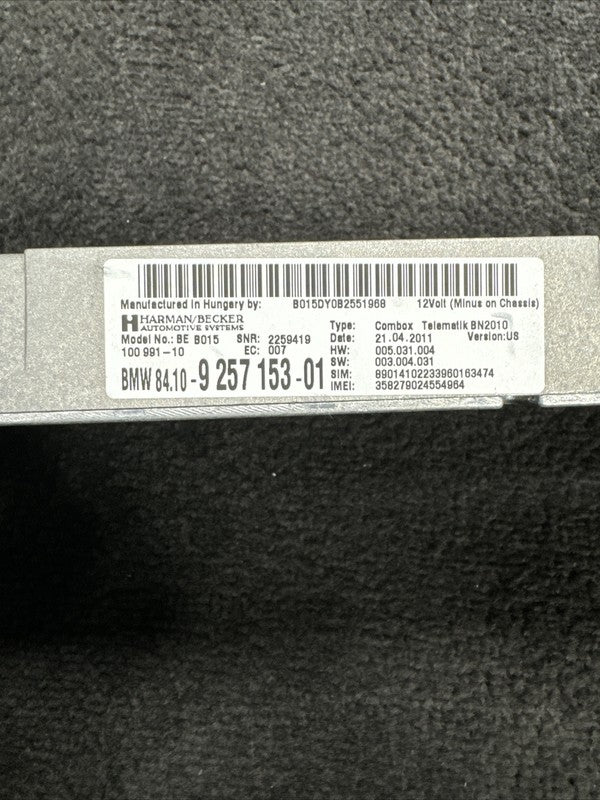 Manufactured in Hungary by: B015DY0B2551968 12Volt (Minus on Chassis)
HARMAN/BECKER
AUTOMOTIVE SYSTEMS
Type: Combox Telematik BN2010
Model No.: BE B015 SNR: 2259419 Date: 21.04.2011 Version:US
100 991-10 EC: 007 HW: 005.031.004
SW: 003.004.031
BMW 84.10-9 257 153-01 SIM: 89014102233960163474
IMEI: 358279024554964